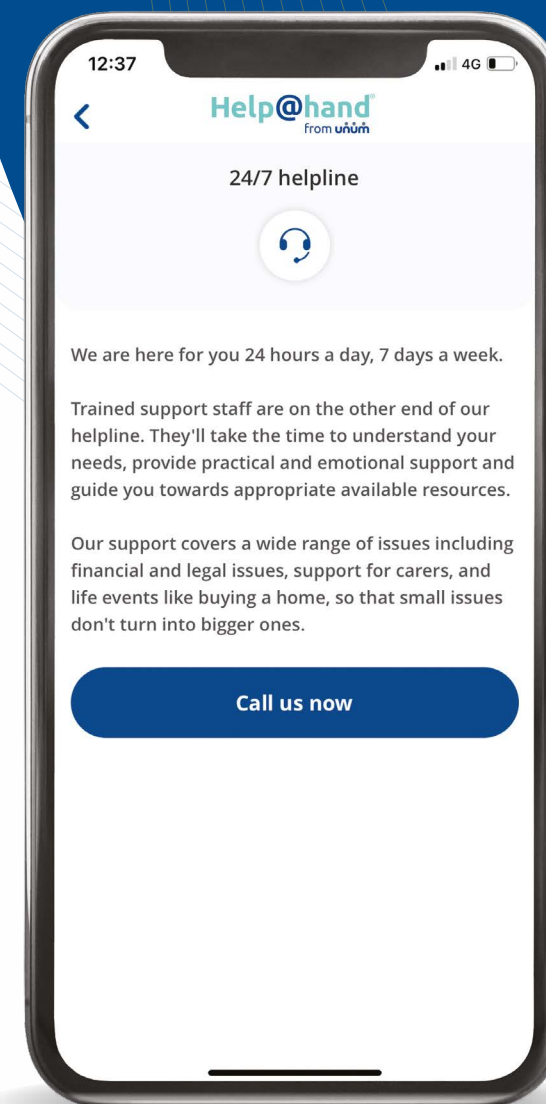 12:37
4G
Help@hand®
from unum
24/7 helpline
We are here for you 24 hours a day, 7 days a week.
Trained support staff are on the other end of our
helpline. They'll take the time to understand your
needs, provide practical and emotional support and
guide you towards appropriate available resources.
Our support covers a wide range of issues including
financial and legal issues, support for carers, and
life events like buying a home, so that small issues
don't turn into bigger ones.
Call us now